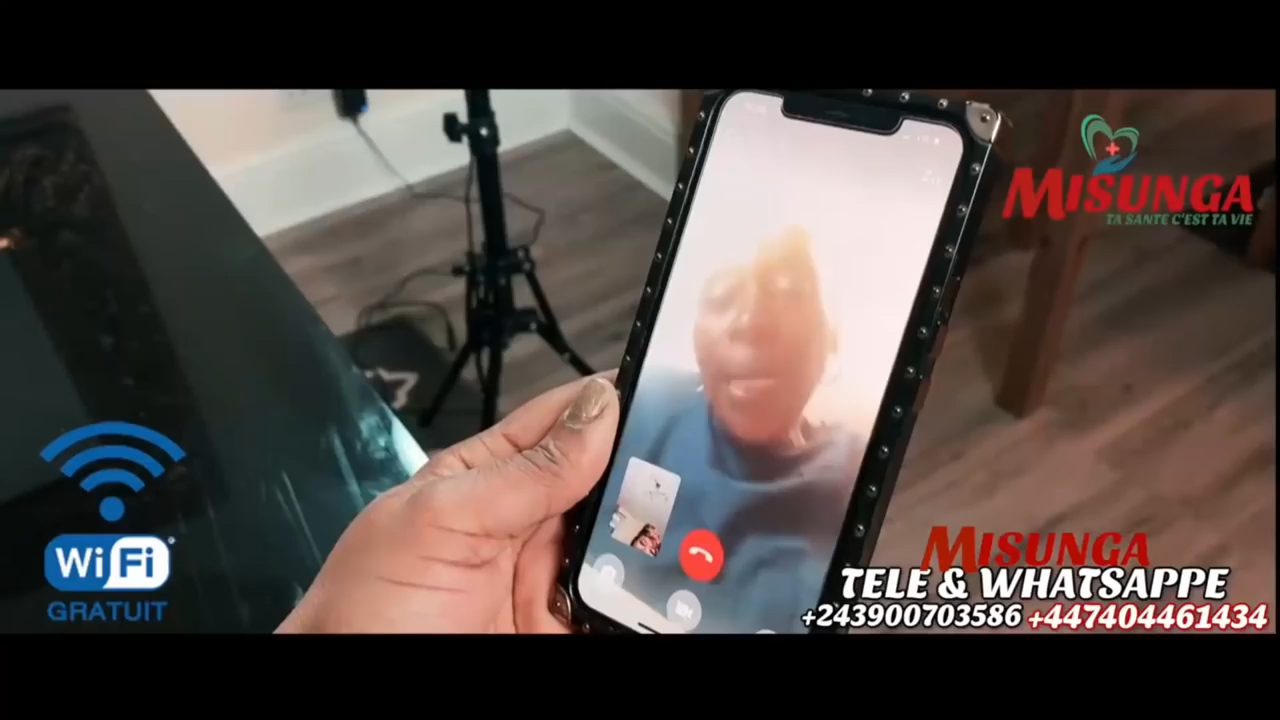 MISUNGA
TA SANTE C'EST TA VIE
Wi Fi
GRATUIT
MISUNGA
TELE & WHATSAPPE
+243900703586 +447404461434